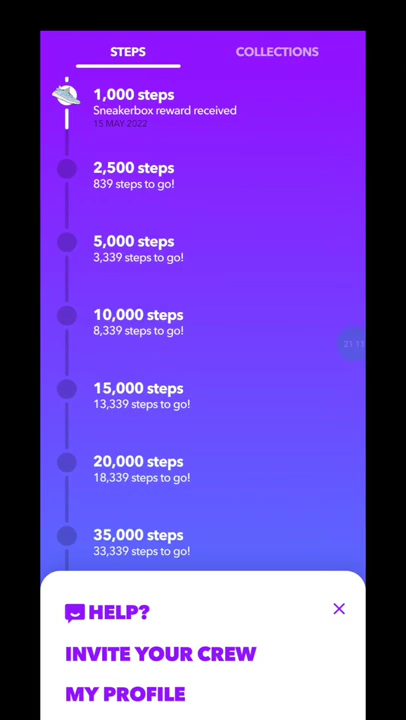 STEPS
COLLECTIONS
1,000 steps
Sneakerbox reward received
15 MAY 2022
2,500 steps
839 steps to go!
5,000 steps
3,339 steps to go!
10,000 steps
8,339 steps to go!
21:11
15,000 steps
13,339 steps to go!
20,000 steps
18,339 steps to go!
35,000 steps
33,339 steps to go!
HELP?
INVITE YOUR CREW
MY PROFILE